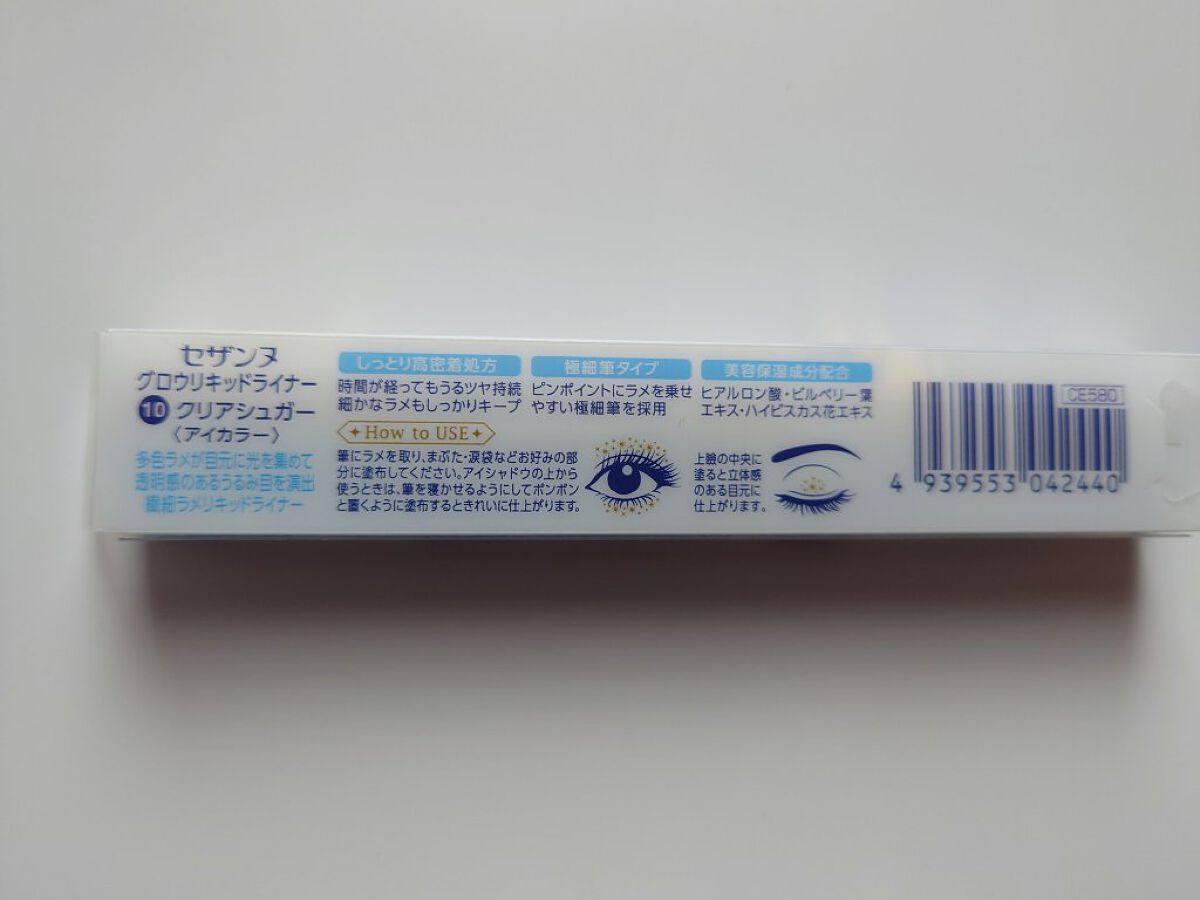 セザンヌ
グロウリキッドライナー
10 クリアシュガー
〈アイカラー〉
多色ラメが目元に光を集めて
透明感のあるうるみ目を演出
繊細ラメリキッドライナー
しっとり高密着処方
時間が経ってもうるツヤ持続
細かなラメもしっかりキープ
極細筆タイプ
ピンポイントにラメを乗せ
やすい極細筆を採用
美容保湿成分配合
ヒアルロン酸・ビルベリー葉
エキス・ハイビスカス花エキス
How to USE
筆にラメを取り、まぶた・涙袋などお好みの部
分に塗布してください。アイシャドウの上から
使うときは、筆を寝かせるようにしてポンポン
と置くように塗布するときれいに仕上がります。
上瞼の中央に
塗ると立体感
のある目元に
仕上がります。
CE580
4 939553 042440